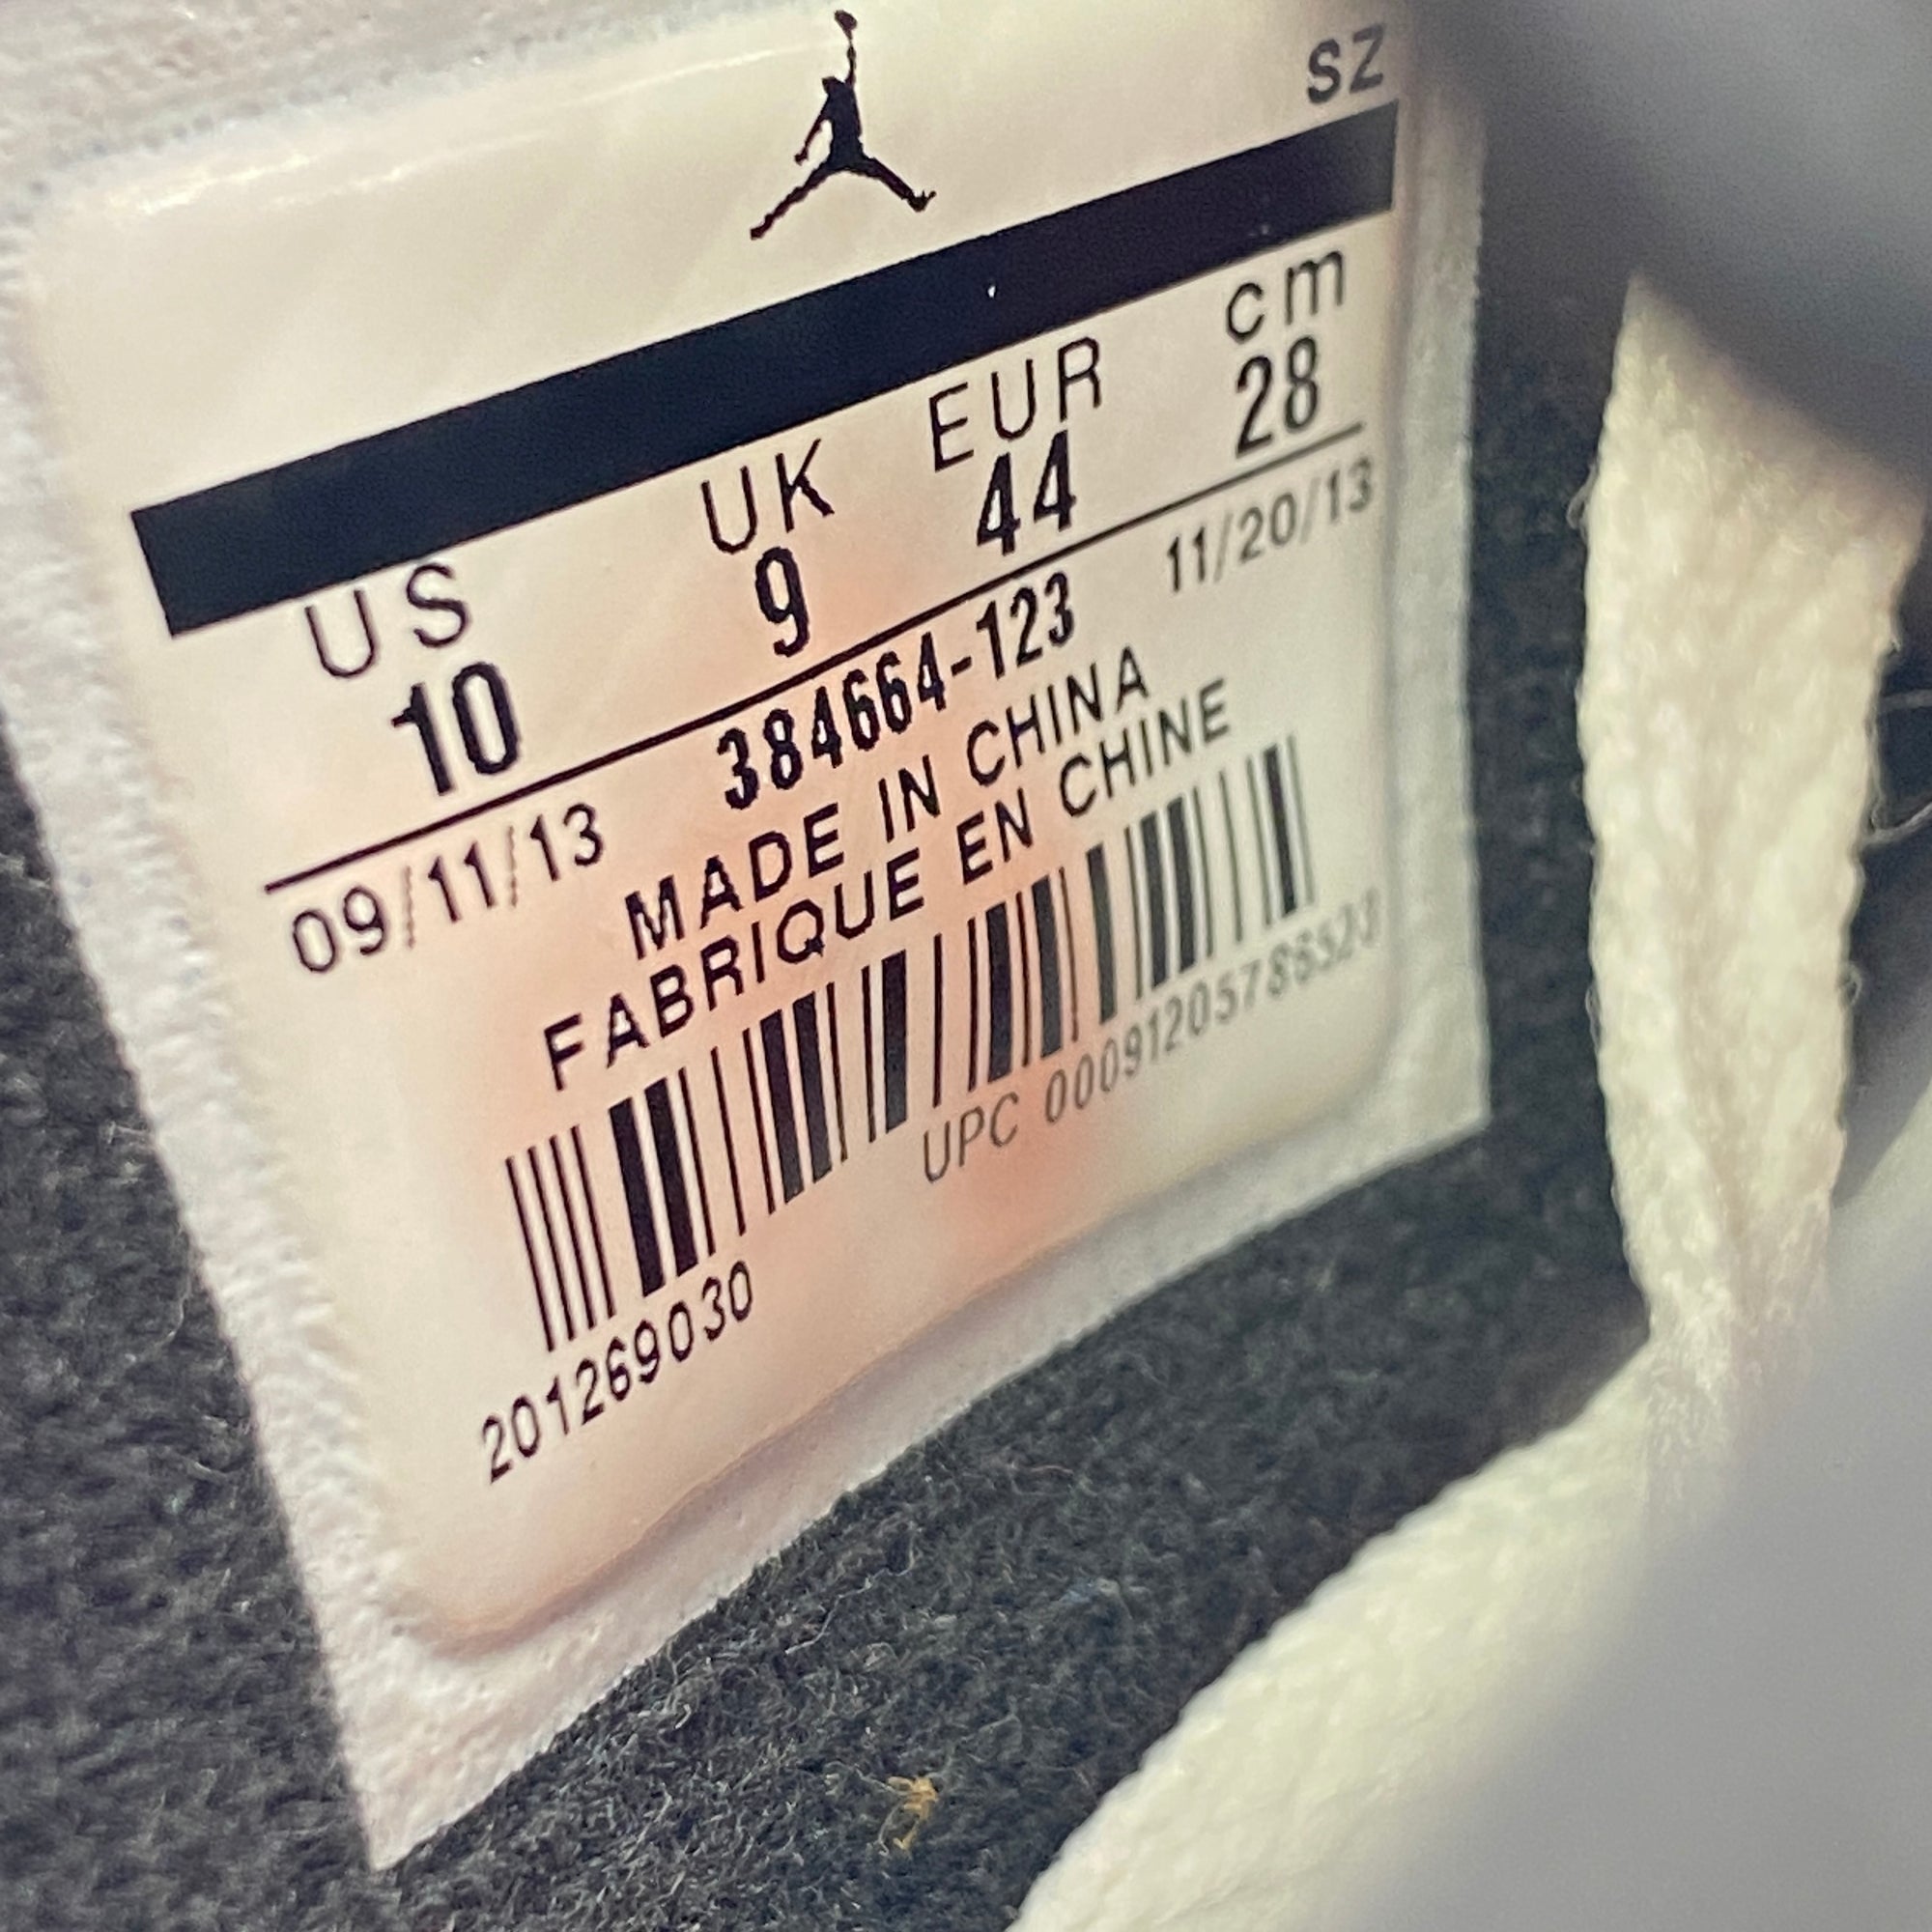 SZ
US UK EUR cm
10 9 44 28
09/11/13 384664-123 11/20/13
MADE IN CHINA
FABRIQUE EN CHINE
UPC 00091205786523
201269030